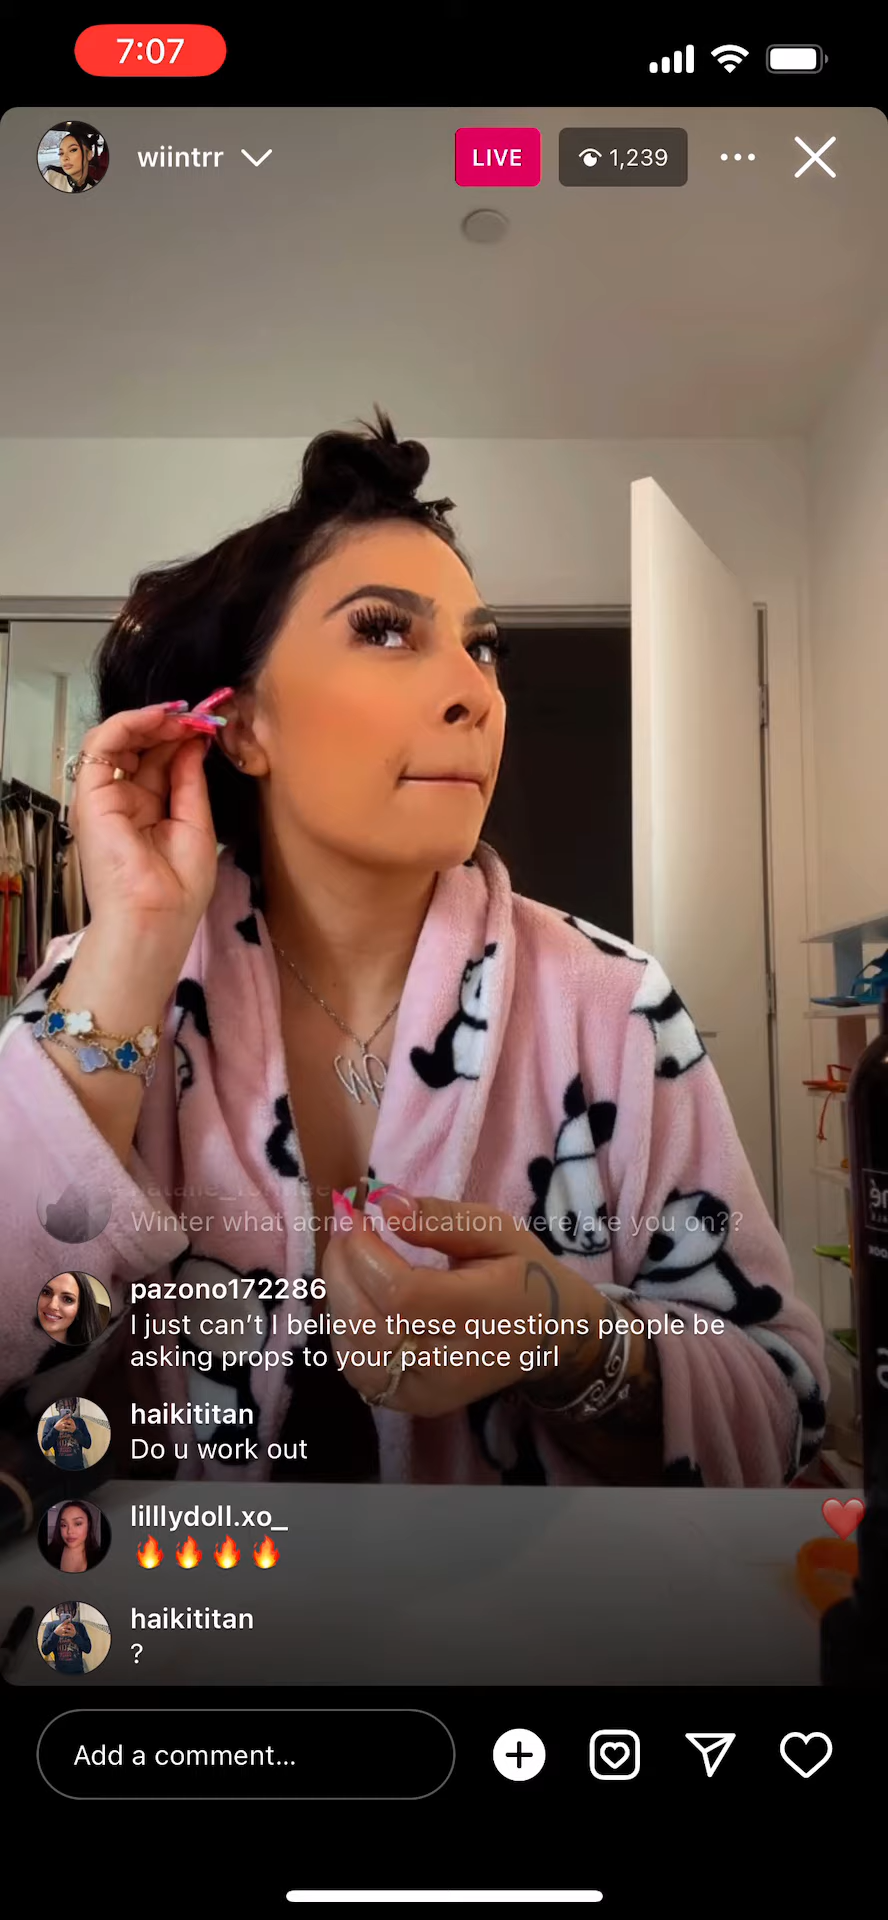 7:07
wiintrr
LIVE
1,239
Winter what acne medication were/are you on??
pazono172286
I just can’t I believe these questions people be
asking props to your patience girl
haikititan
Do u work out
lilllydoll.xo_
🔥🔥🔥🔥
haikititan
?
Add a comment...